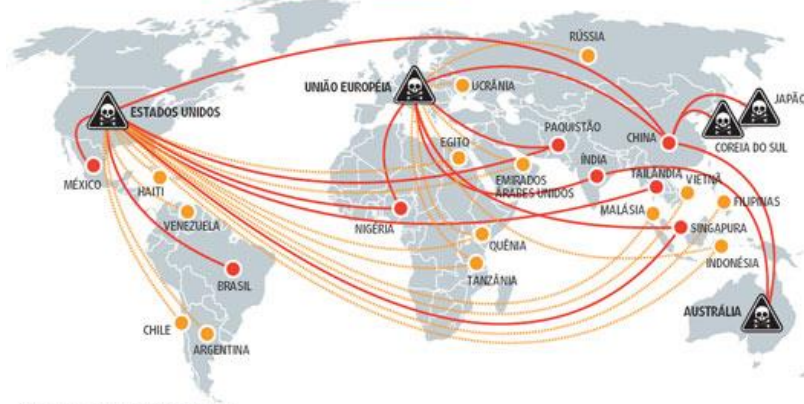 RÚSSIA
UNIÃO EUROPÉIA
UCRÂNIA
ESTADOS UNIDOS
JAPÃO
COREIA DO SUL
CHINA
PAQUISTÃO
EGITO
ÍNDIA
EMIRADOS
ÁRABES UNIDOS
TAILÂNDIA
VIETNÃ
MÉXICO
HAITI
FILIPINAS
MALÁSIA
VENEZUELA
NIGÉRIA
SINGAPURA
QUÊNIA
INDONÉSIA
TANZÂNIA
BRASIL
AUSTRÁLIA
CHILE
ARGENTINA